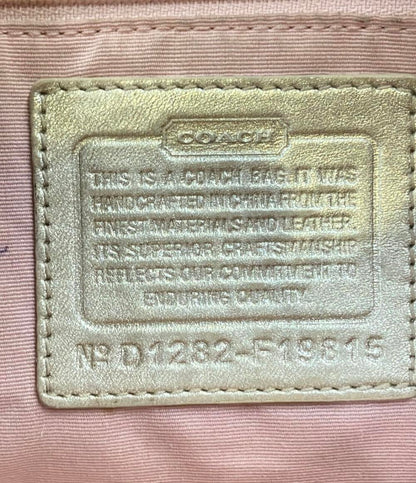 COACH
THIS IS A COACH BAG. IT WAS
HANDCRAFTED IN CHINA FROM THE
FINEST MATERIALS AND LEATHER.
ITS SUPERIOR CRAFTSMANSHIP
REFLECTS OUR COMMITMENT TO
ENDURING QUALITY.
Nº D1282-F19815